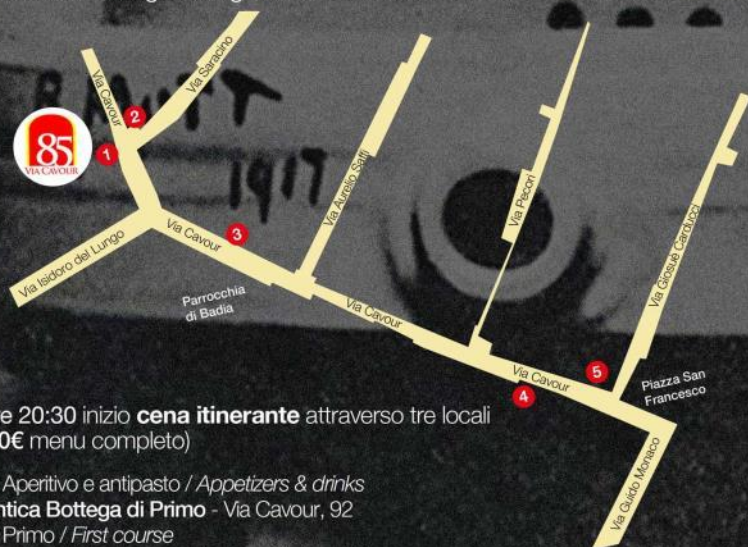 Via Cavour
Via Saracino
2
85
VIA CAVOUR
1
R. MUTT
1917
Via Aurelio Saffi
Via Pecori
Via Giosuè Carducci
Via Isidoro del Lungo
Via Cavour
3
Parrocchia
di Badia
Via Cavour
Via Cavour
4
5
Piazza San
Francesco
Via Guido Monaco
20:30 inizio cena itinerante attraverso tre locali
€ menu completo)
Aperitivo e antipasto / Appetizers & drinks
Bottega di Primo - Via Cavour, 92
Primo / First course